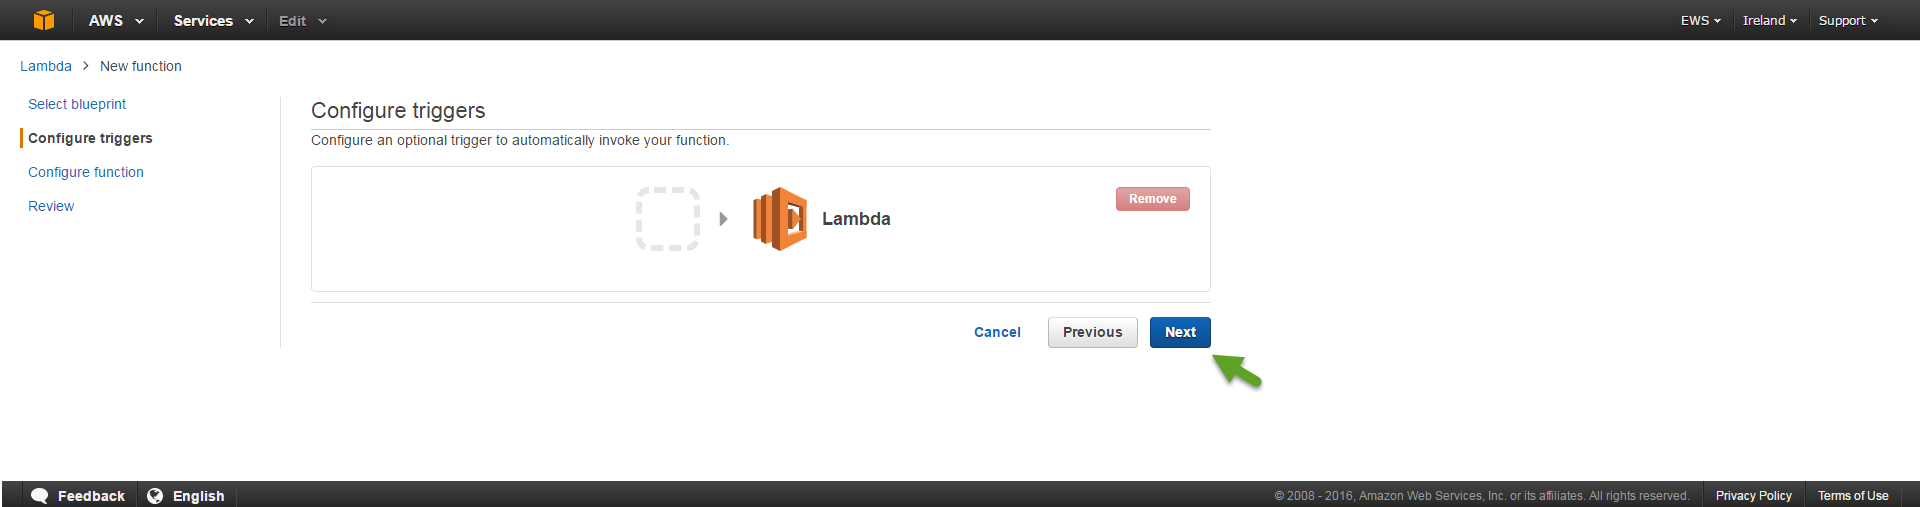 AWS Services Edit EWS Ireland Support
Lambda > New function
Select blueprint
Configure triggers
Configure function
Review
Configure triggers
Configure an optional trigger to automatically invoke your function.
Lambda
Remove
Cancel Previous Next
Feedback English © 2008 - 2016, Amazon Web Services, Inc. or its affiliates. All rights reserved. Privacy Policy Terms of Use